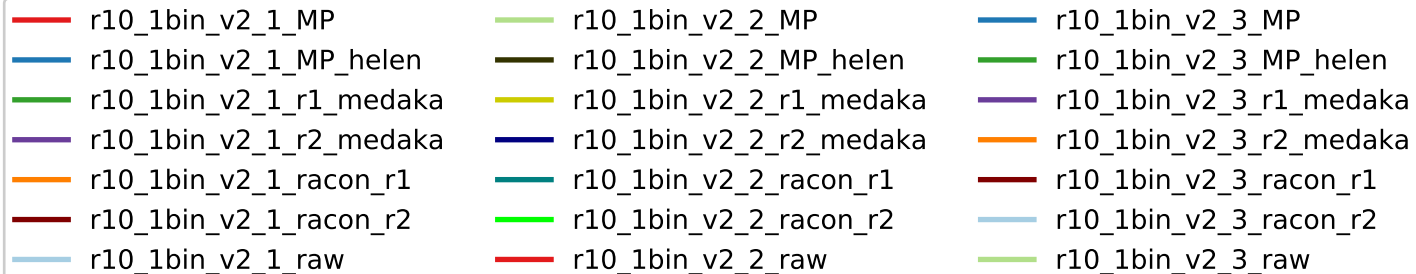 r10_1bin_v2_1_MP
r10_1bin_v2_1_MP_helen
r10_1bin_v2_1_r1_medaka
r10_1bin_v2_1_r2_medaka
r10_1bin_v2_1_racon_r1
r10_1bin_v2_1_racon_r2
r10_1bin_v2_1_raw
r10_1bin_v2_2_MP
r10_1bin_v2_2_MP_helen
r10_1bin_v2_2_r1_medaka
r10_1bin_v2_2_r2_medaka
r10_1bin_v2_2_racon_r1
r10_1bin_v2_2_racon_r2
r10_1bin_v2_2_raw
r10_1bin_v2_3_MP
r10_1bin_v2_3_MP_helen
r10_1bin_v2_3_r1_medaka
r10_1bin_v2_3_r2_medaka
r10_1bin_v2_3_racon_r1
r10_1bin_v2_3_racon_r2
r10_1bin_v2_3_raw